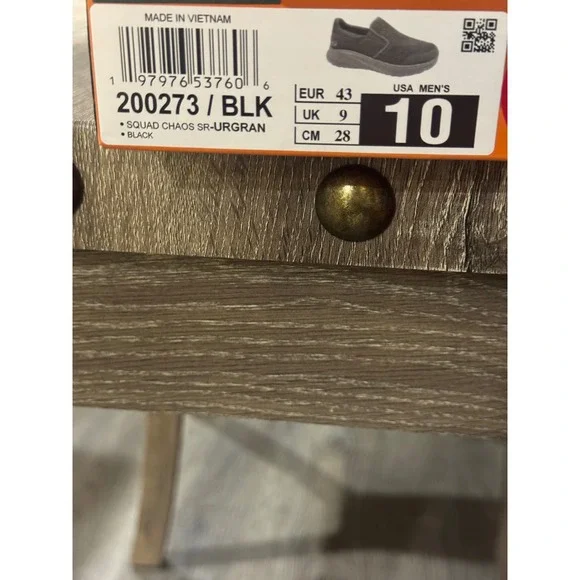 MADE IN VIETNAM
1 97976 53760 6
200273 / BLK
• SQUAD CHAOS SR-URGRAN
• BLACK
EUR 43
UK 9
CM 28
USA MEN'S
10